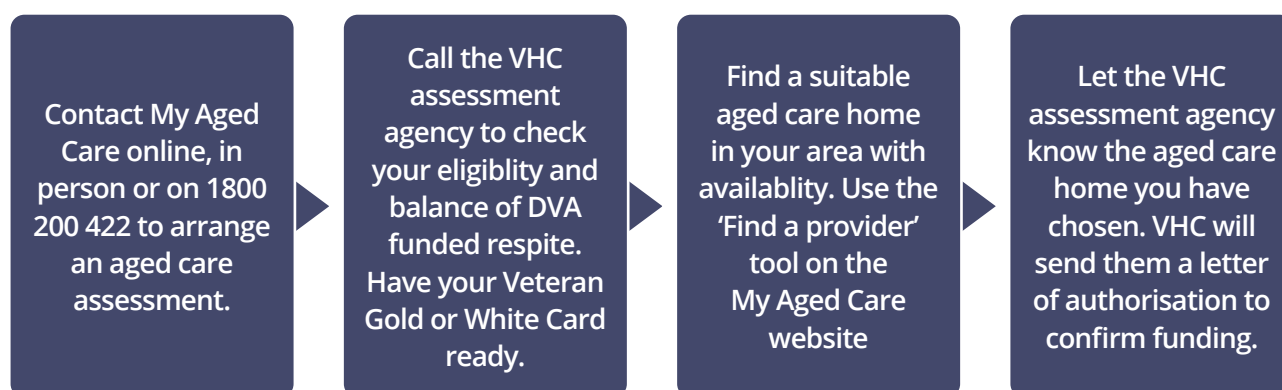 Contact My Aged
Care online, in
person or on 1800
200 422 to arrange
an aged care
assessment.
Call the VHC
assessment
agency to check
your eligiblity and
balance of DVA
funded respite.
Have your Veteran
Gold or White Card
ready.
Find a suitable
aged care home
in your area with
availablity. Use the
‘Find a provider’
tool on the
My Aged Care
website
Let the VHC
assessment agency
know the aged care
home you have
chosen. VHC will
send them a letter
of authorisation to
confirm funding.